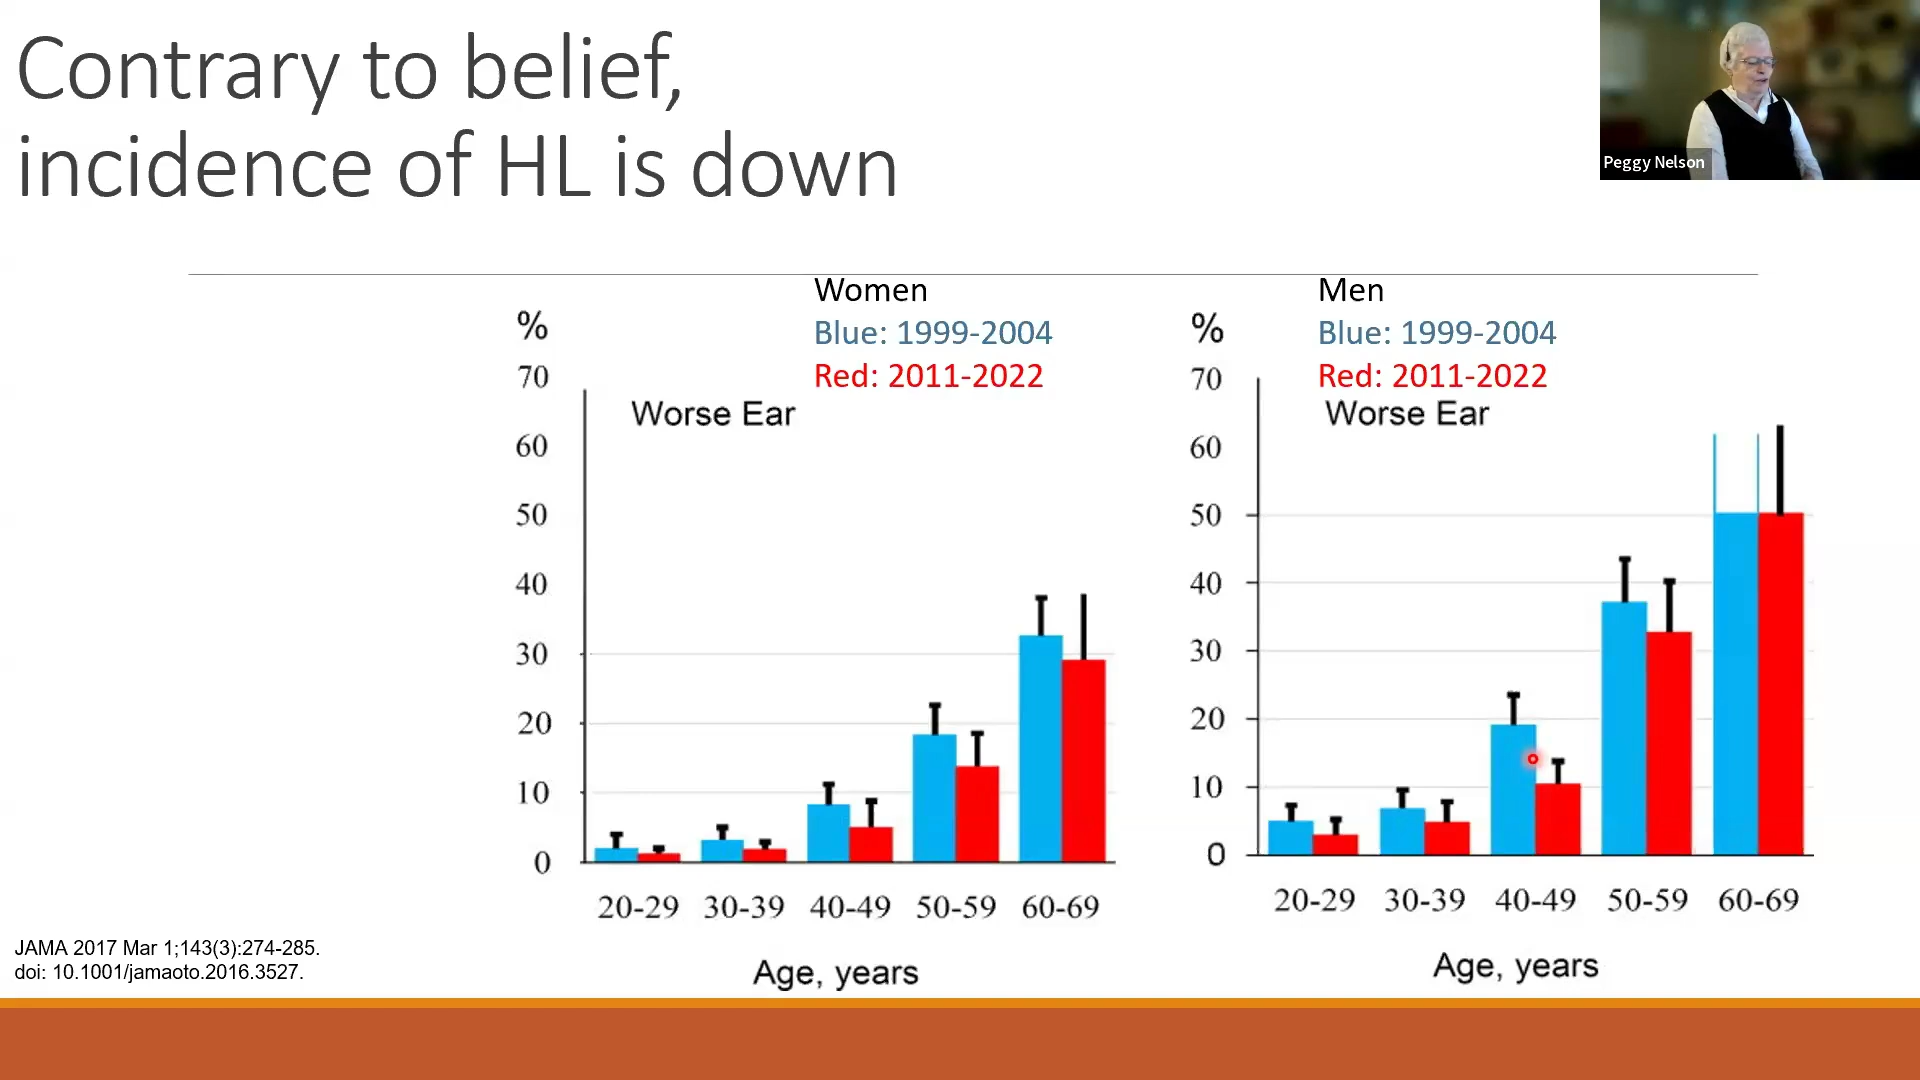 Contrary to belief,
incidence of HL is down
Peggy Nelson
Women
Blue: 1999-2004
Red: 2011-2022
%
70
60
50
40
30
20
10
0
Worse Ear
20-29 30-39 40-49 50-59 60-69
Age, years
Men
Blue: 1999-2004
Red: 2011-2022
%
70
60
50
40
30
20
10
0
Worse Ear
20-29 30-39 40-49 50-59 60-69
Age, years
JAMA 2017 Mar 1;143(3):274-285.
doi: 10.1001/jamaoto.2016.3527.